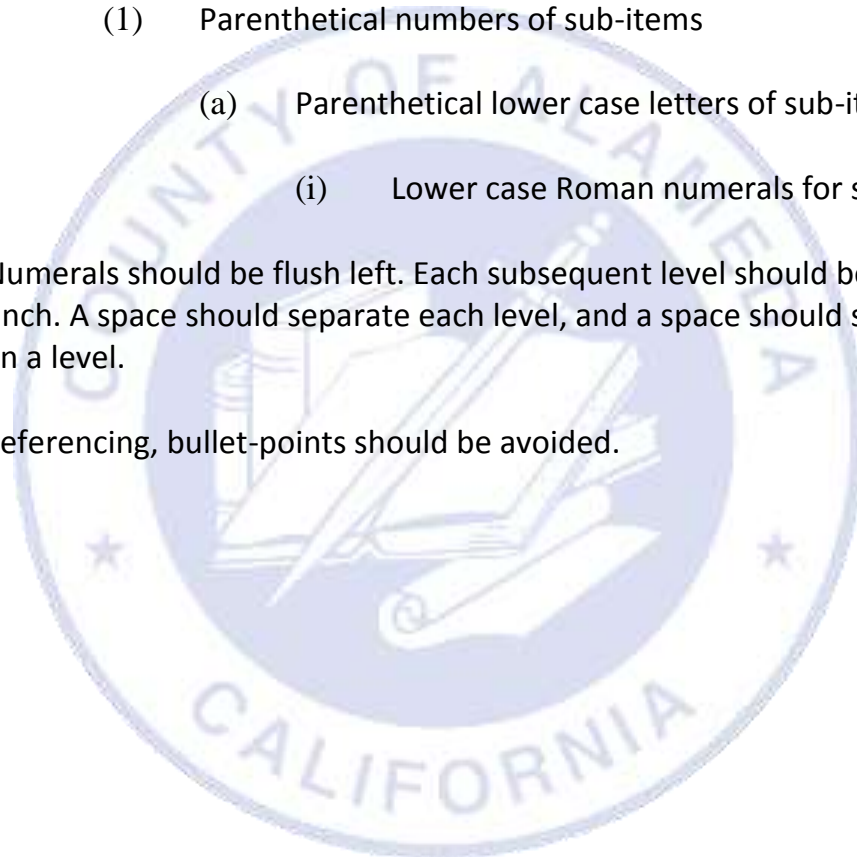 (1) Parenthetical numbers of sub-items
(a) Parenthetical lower case letters of sub-it
(i) Lower case Roman numerals for s
Numerals should be flush left. Each subsequent level should be
nch. A space should separate each level, and a space should s
n a level.
eferencing, bullet-points should be avoided.
COUNTY OF ALAMEDA
CALIFORNIA